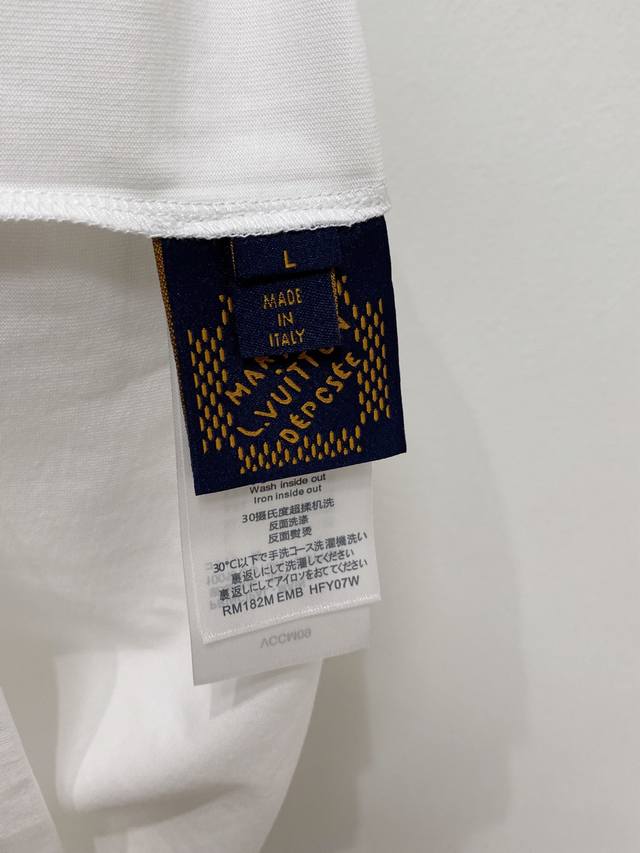 L
MADE
IN
ITALY
L.VUITTON
DÉPOSÉE
Wash inside out
Iron inside out
30摄氏度超揉机洗
反面洗涤
反面熨烫
30℃以下で手洗コース洗濯機洗い
裏返しにして洗濯してください
裏返しにしてアイロンをおててください
RM182M EMB HFY07W
VCCM09